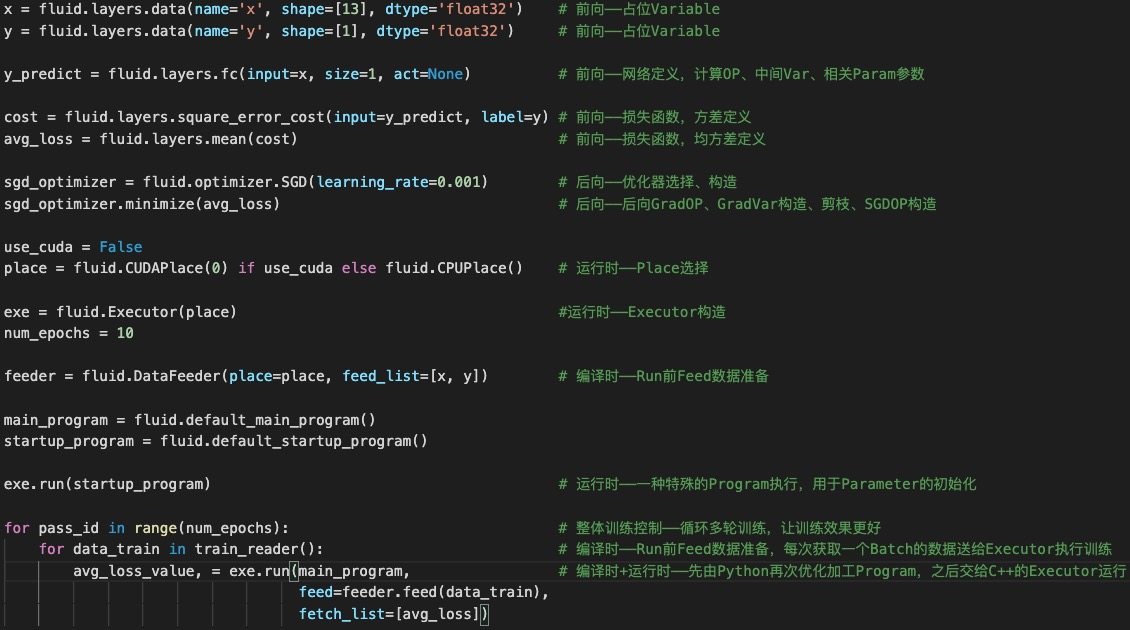 x = fluid.layers.data(name='x', shape=[13], dtype='float32')    # 前向——占位Variable
y = fluid.layers.data(name='y', shape=[1], dtype='float32')    # 前向——占位Variable
y_predict = fluid.layers.fc(input=x, size=1, act=None)    # 前向——网络定义，计算OP、中间Var、相关Param参数
cost = fluid.layers.square_error_cost(input=y_predict, label=y) # 前向——损失函数，方差定义
avg_loss = fluid.layers.mean(cost)    # 前向——损失函数，均方差定义
sgd_optimizer = fluid.optimizer.SGD(learning_rate=0.001)    # 后向——优化器选择、构造
sgd_optimizer.minimize(avg_loss)    # 后向——后向GradOP、GradVar构造、剪枝、SGDOP构造
use_cuda = False
place = fluid.CUDAPlace(0) if use_cuda else fluid.CPUPlace()    # 运行时——Place选择
exe = fluid.Executor(place)    #运行时——Executor构造
num_epochs = 10
feeder = fluid.DataFeeder(place=place, feed_list=[x, y])    # 编译时——Run前Feed数据准备
main_program = fluid.default_main_program()
startup_program = fluid.default_startup_program()
exe.run(startup_program)    # 运行时——一种特殊的Program执行，用于Parameter的初始化
for pass_id in range(num_epochs):    # 整体训练控制——循环多轮训练，让训练效果更好
    for data_train in train_reader():    # 编译时——Run前Feed数据准备，每次获取一个Batch的数据送给Executor执行训练
        avg_loss_value, = exe.run(main_program,    # 编译时+运行时——先由Python再次优化加工Program，之后交给C++的Executor运行
                                  feed=feeder.feed(data_train),
                                  fetch_list=[avg_loss])